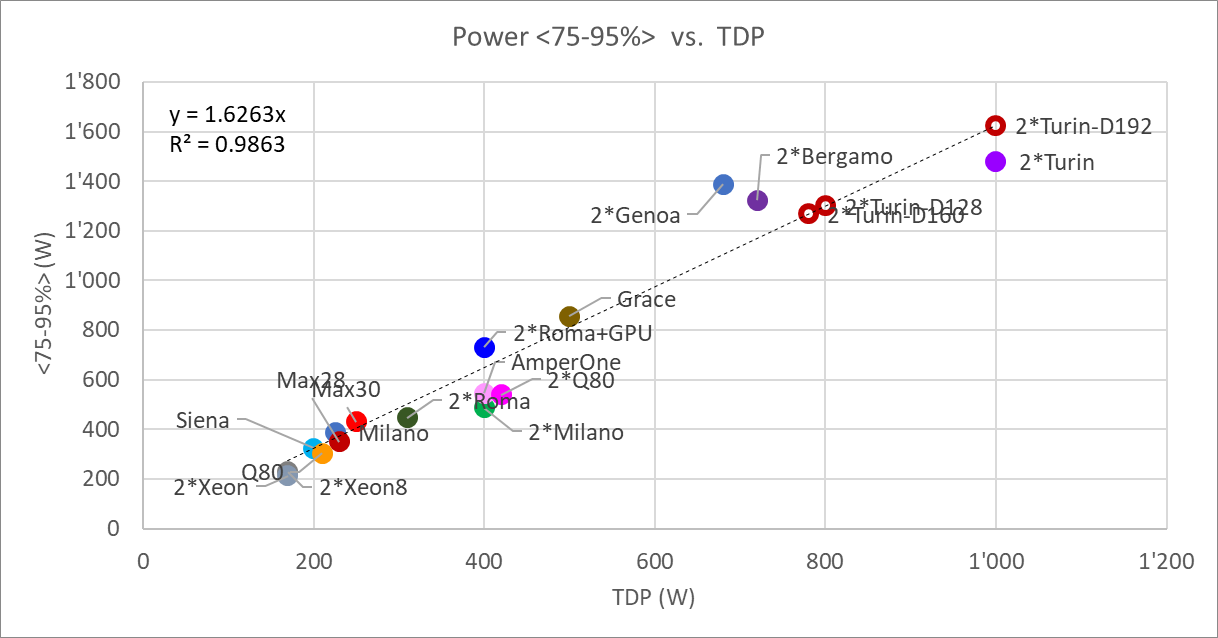 Power <75-95%>  vs.  TDP
1'800
1'600
1'400
1'200
1'000
800
600
400
200
0
<75-95%> (W)
y = 1.6263x
R² = 0.9863
2*Turin-D192
2*Turin
2*Bergamo
2*Genoa
2*Turin-D128
2*Turin-D160
Grace
2*Roma+GPU
AmperOne
2*Q80
Max28
Max30
2*Roma
Siena
Milano
2*Milano
Q80
2*Xeon
2*Xeon8
0
200
400
600
800
1'000
1'200
TDP (W)